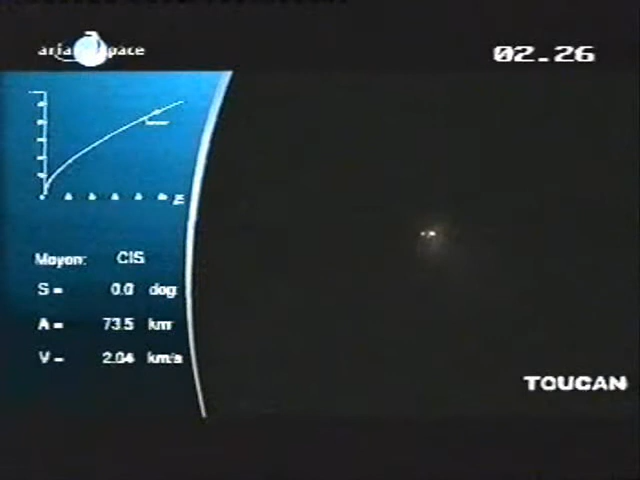 arianespace
02.26
Moyen: CIS
S = 0.0 deg
A = 73.5 km
V = 2.04 km/s
TOUCAN